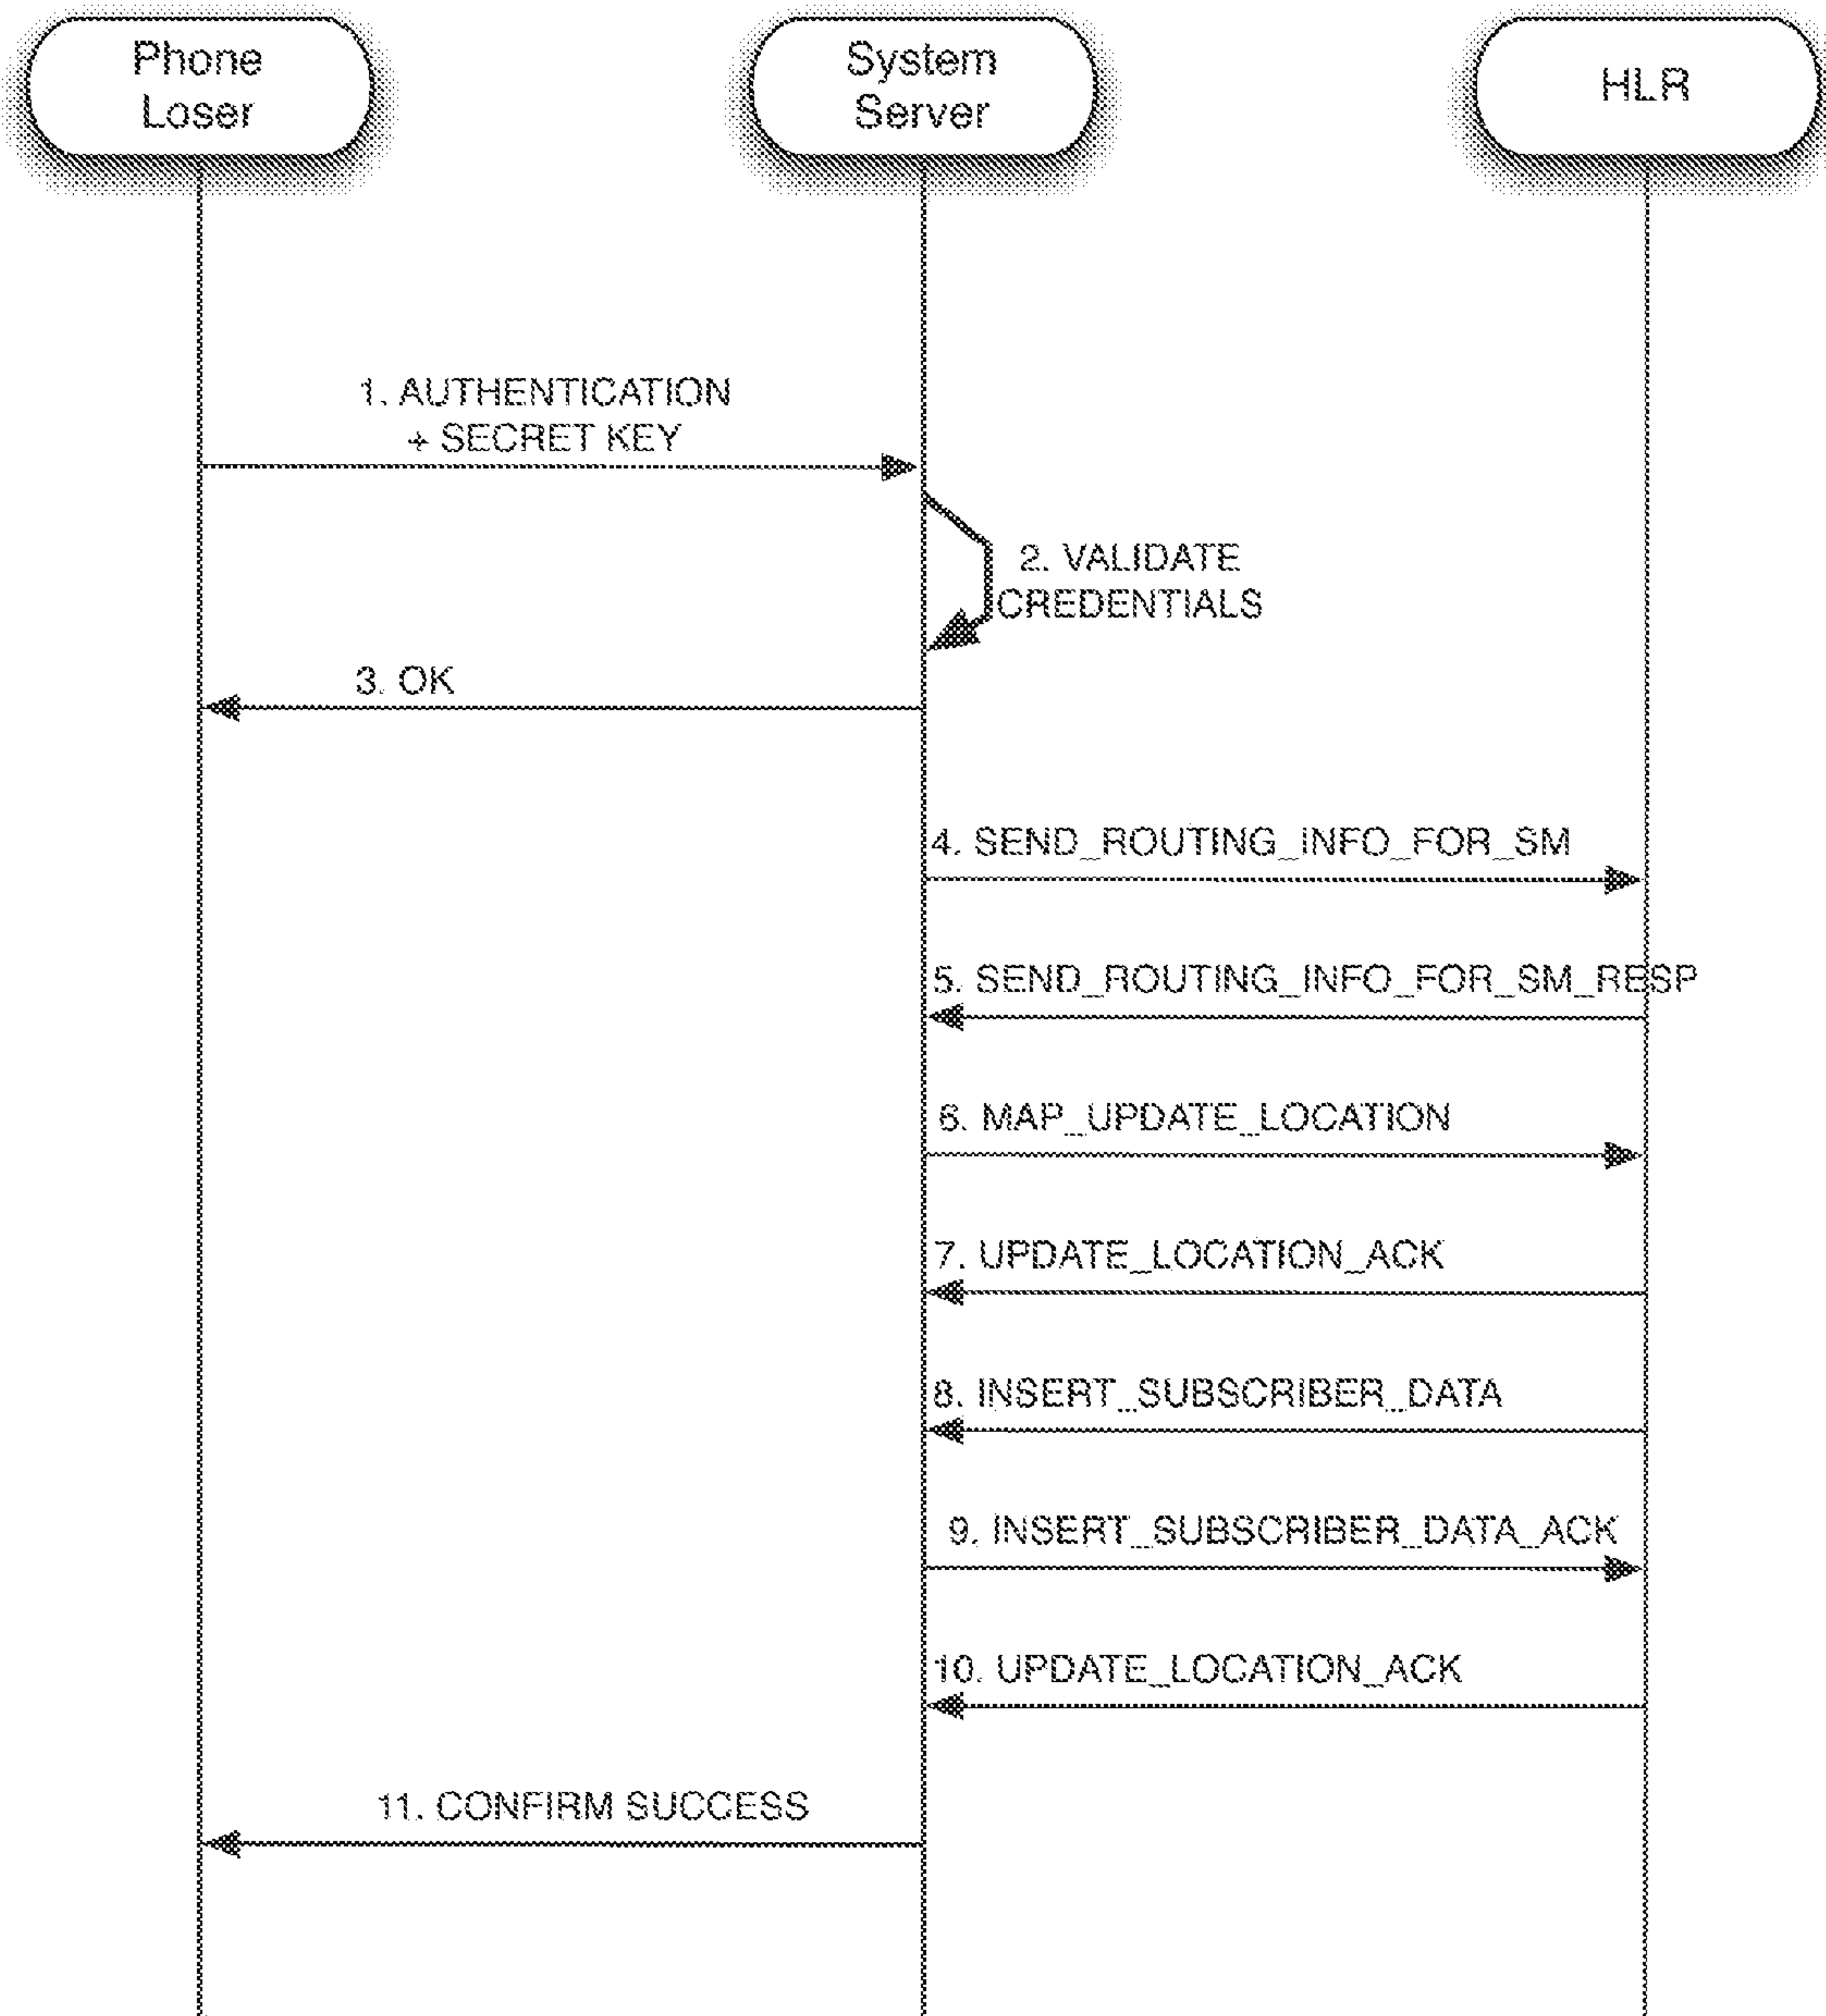 Phone
Loser
System
Server
HLR
1. AUTHENTICATION
+ SECRET KEY
2. VALIDATE
CREDENTIALS
3. OK
4. SEND_ROUTING_INFO_FOR_SM
5. SEND_ROUTING_INFO_FOR_SM_RESP
6. MAP_UPDATE_LOCATION
7. UPDATE_LOCATION_ACK
8. INSERT_SUBSCRIBER_DATA
9. INSERT_SUBSCRIBER_DATA_ACK
10. UPDATE_LOCATION_ACK
11. CONFIRM SUCCESS